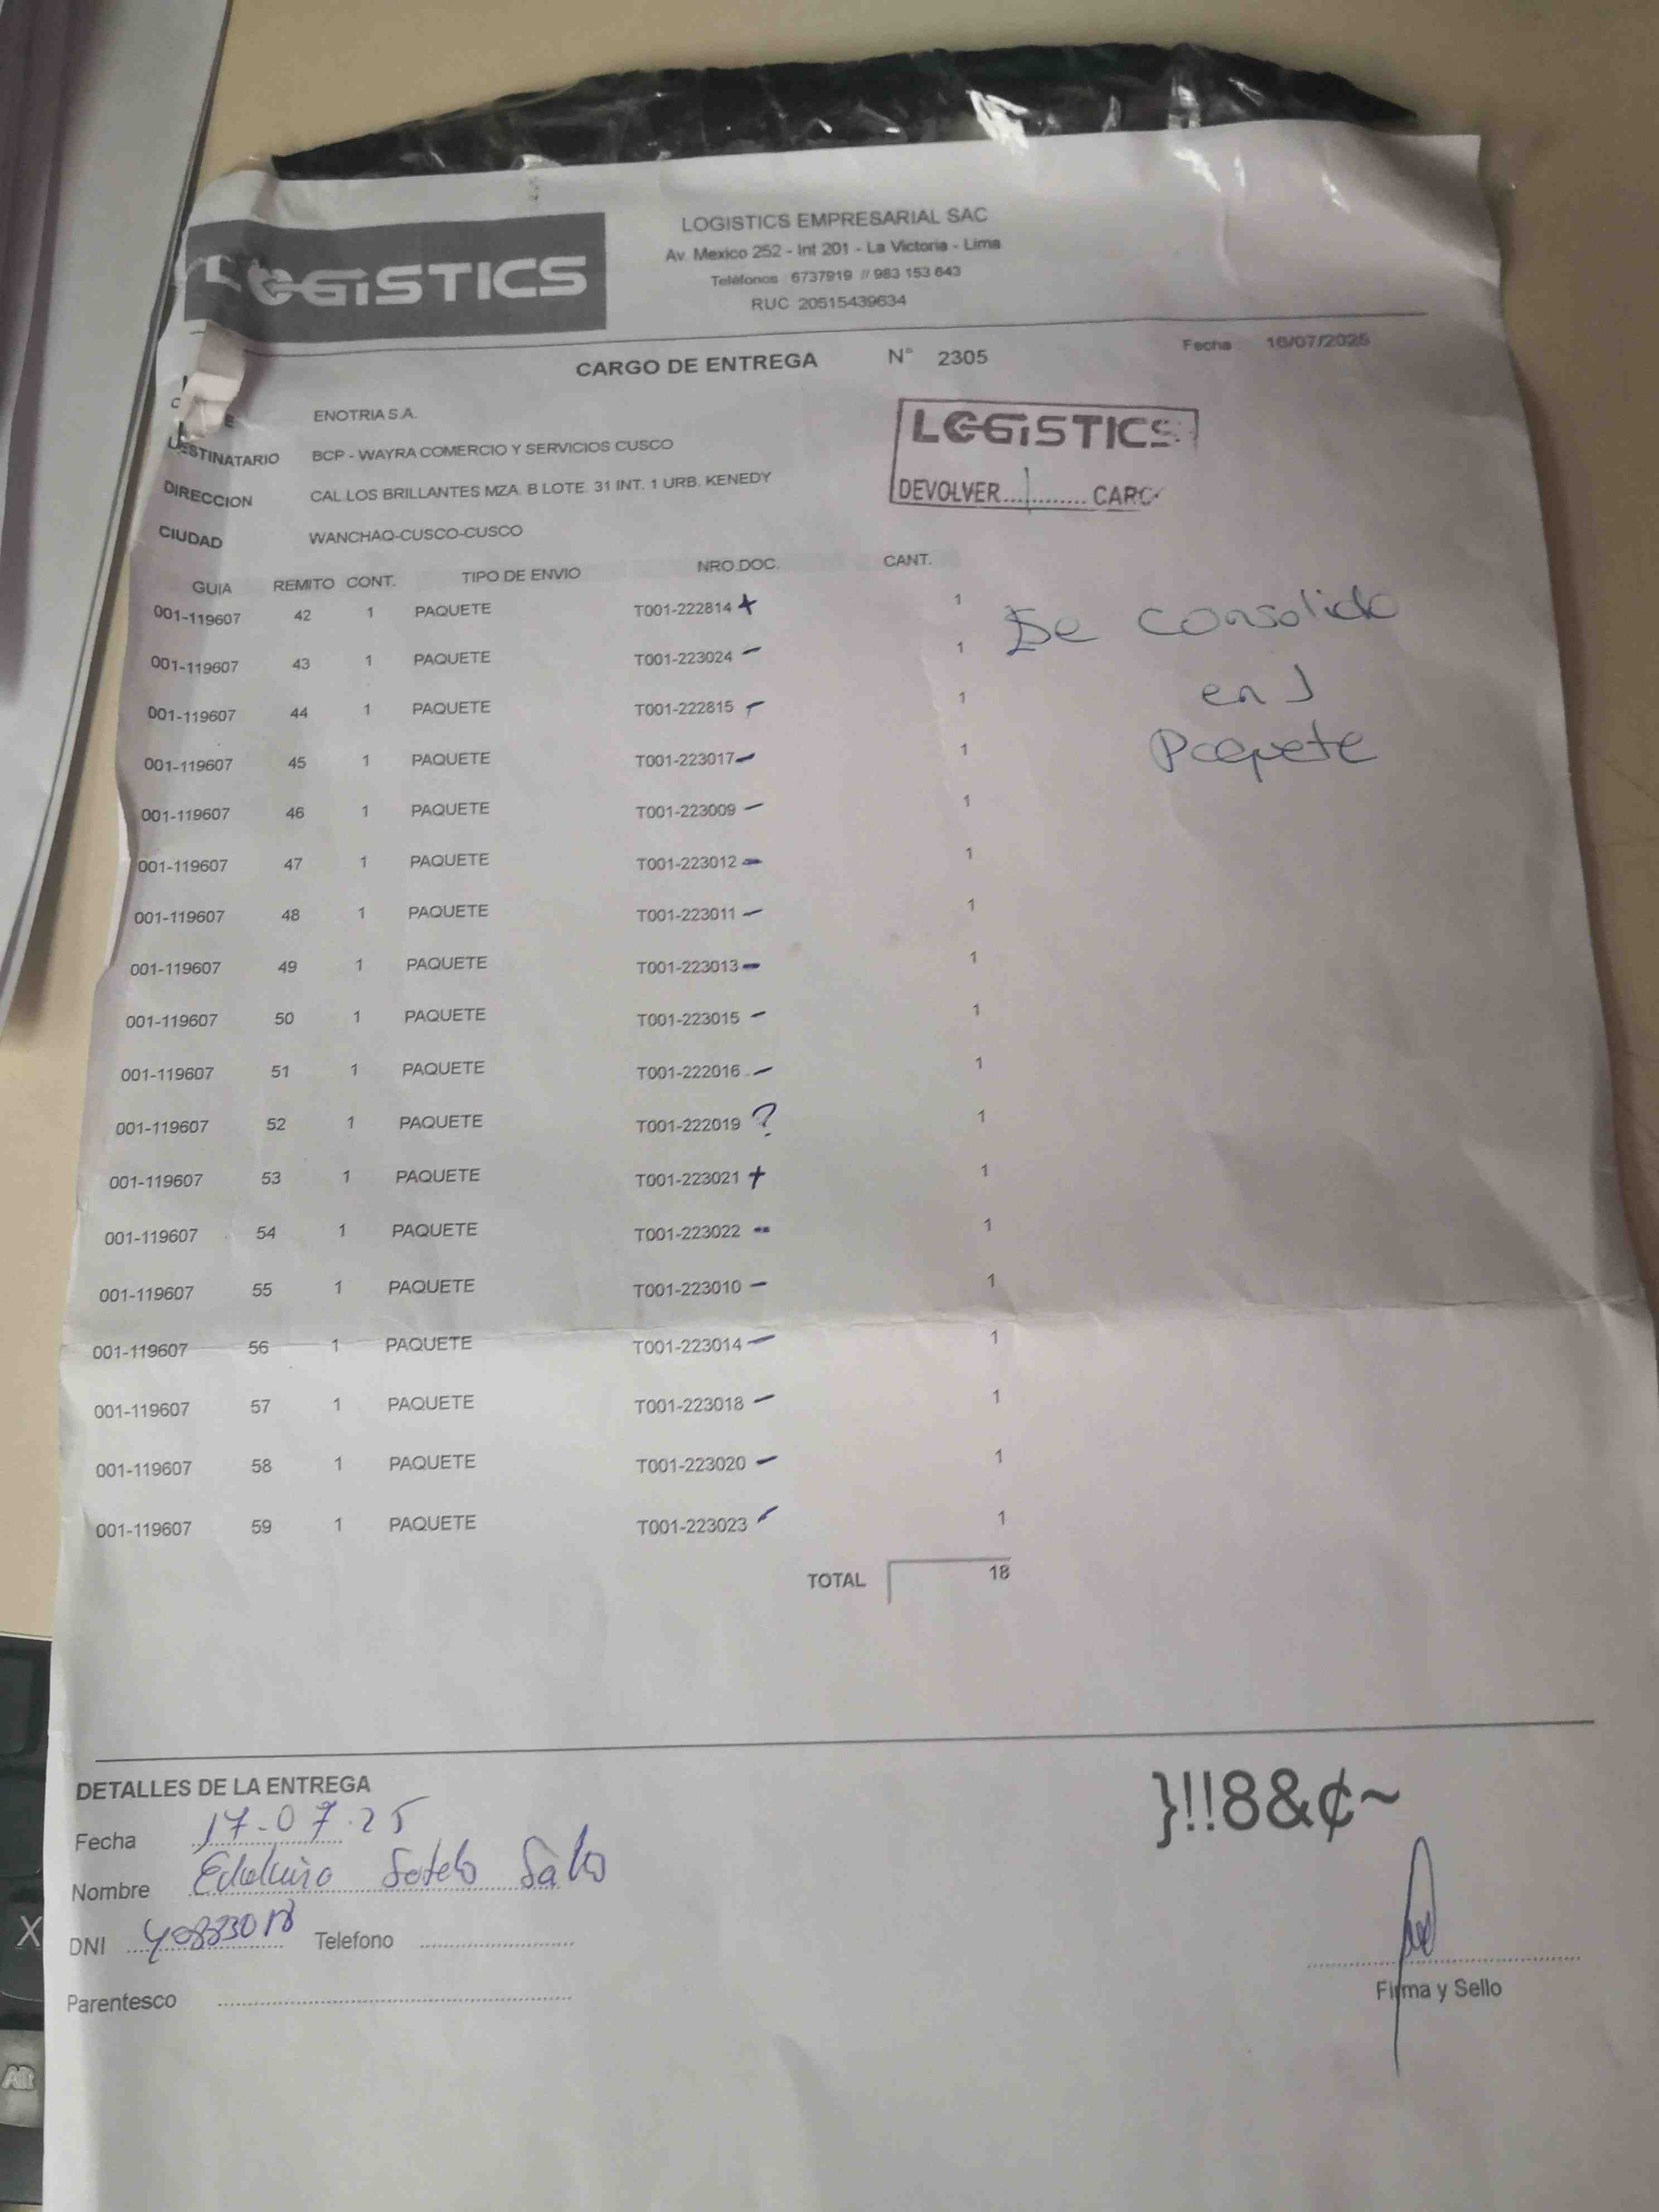 LOGISTICS
LOGISTICS EMPRESARIAL SAC
Av. Mexico 252 - Int 201 - La Victoria - Lima
Teléfonos 6737919 // 983 153 643
RUC 20515439634
CARGO DE ENTREGA N° 2305
Fecha 16/07/2025
ENOTRIA S.A.
DESTINATARIO BCP - WAYRA COMERCIO Y SERVICIOS CUSCO
DIRECCION CAL LOS BRILLANTES MZA. B LOTE. 31 INT. 1 URB. KENEDY
CIUDAD WANCHAQ-CUSCO-CUSCO
LOGISTICS
DEVOLVER....1.......... CARG
GUIA REMITO CONT. TIPO DE ENVIO NRO.DOC. CANT.
001-119607 42 1 PAQUETE T001-222814 + 1
001-119607 43 1 PAQUETE T001-223024 – 1
001-119607 44 1 PAQUETE T001-222815 – 1
001-119607 45 1 PAQUETE T001-223017 – 1
001-119607 46 1 PAQUETE T001-223009 – 1
001-119607 47 1 PAQUETE T001-223012 – 1
001-119607 48 1 PAQUETE T001-223011 – 1
001-119607 49 1 PAQUETE T001-223013 – 1
001-119607 50 1 PAQUETE T001-223015 – 1
001-119607 51 1 PAQUETE T001-222016 – 1
001-119607 52 1 PAQUETE T001-222019 ? 1
001-119607 53 1 PAQUETE T001-223021 + 1
001-119607 54 1 PAQUETE T001-223022 – 1
001-119607 55 1 PAQUETE T001-223010 – 1
001-119607 56 1 PAQUETE T001-223014 – 1
001-119607 57 1 PAQUETE T001-223018 – 1
001-119607 58 1 PAQUETE T001-223020 – 1
001-119607 59 1 PAQUETE T001-223023 – 1
Se consolido
en 1
Paquete
TOTAL 18
DETALLES DE LA ENTREGA
Fecha 17-07-25
Nombre Sotelo
DNI
Telefono
Parentesco
}!!8&¢~
Firma y Sello
X
Alt